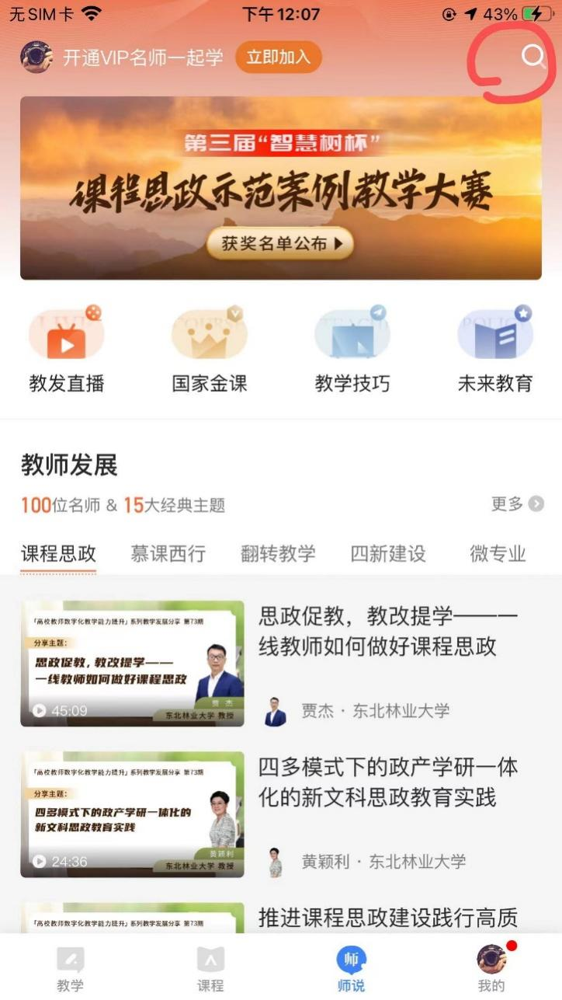 无SIM卡
下午12:07
43%
开通VIP名师一起学
立即加入
第三届“智慧树杯”
课程思政示范案例教学大赛
获奖名单公布
教发直播
国家金课
教学技巧
未来教育
教师发展
100位名师 & 15大经典主题
更多
课程思政
慕课西行
翻转教学
四新建设
微专业
「高校教师数字化教学能力提升」系列教学发展分享 第73期
分享主题:
思政促教,教改提学——
一线教师如何做好课程思政
贾 杰
东北林业大学 教授
45:09
思政促教，教改提学——一
线教师如何做好课程思政
贾杰 · 东北林业大学
「高校教师数字化教学能力提升」系列教学发展分享 第73期
分享主题:
四多模式下的政产学研一体化的
新文科思政教育实践
黄颖利
东北林业大学 教授
24:36
四多模式下的政产学研一体
化的新文科思政教育实践
黄颖利 · 东北林业大学
「高校教师数字化教学能力提升」系列教学发展分享 第73期
推进课程思政建设践行高质
教学
课程
师
师说
我的